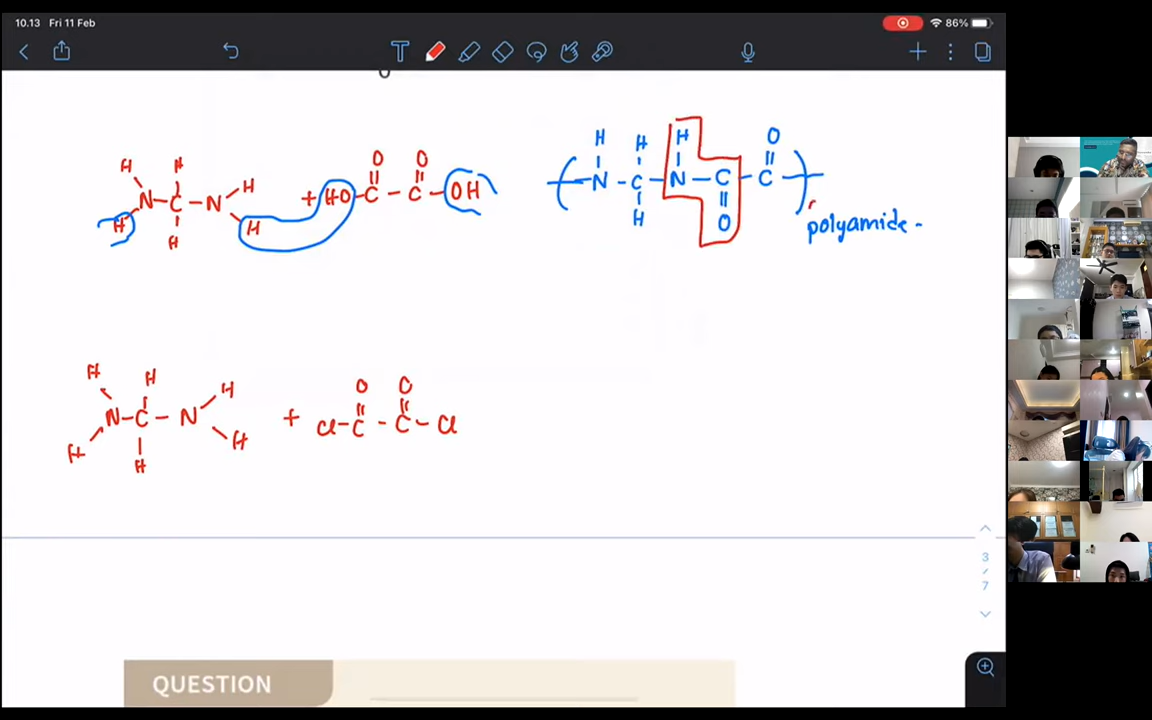 10.13 Fri 11 Feb
86%
T
H H H
N - C - N
H H H
+
O O
HO C - C - OH
H H H O
( N - C - N - C - C )
H O
polyamide -
H H H
N - C - N
H H H
+
O O
Cl - C - C - Cl
3
/
7
QUESTION